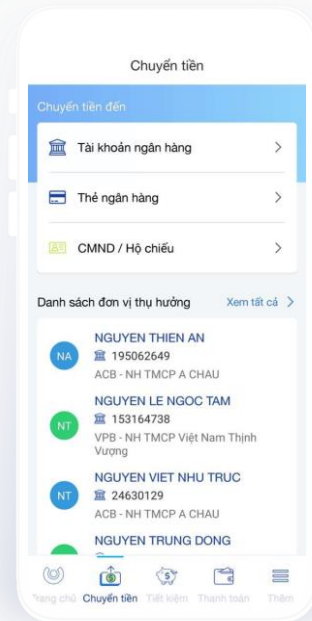 Chuyển tiền
Chuyển tiền đến
Tài khoản ngân hàng
Thẻ ngân hàng
CMND / Hộ chiếu
Danh sách đơn vị thụ hưởng Xem tất cả
NA
NGUYEN THIEN AN
195062649
ACB - NH TMCP A CHAU
NT
NGUYEN LE NGOC TAM
153164738
VPB - NH TMCP Việt Nam Thịnh
Vượng
NT
NGUYEN VIET NHU TRUC
24630129
ACB - NH TMCP A CHAU
NGUYEN TRUNG DONG
Trang chủ Chuyển tiền Tiết kiệm Thanh toán Thêm